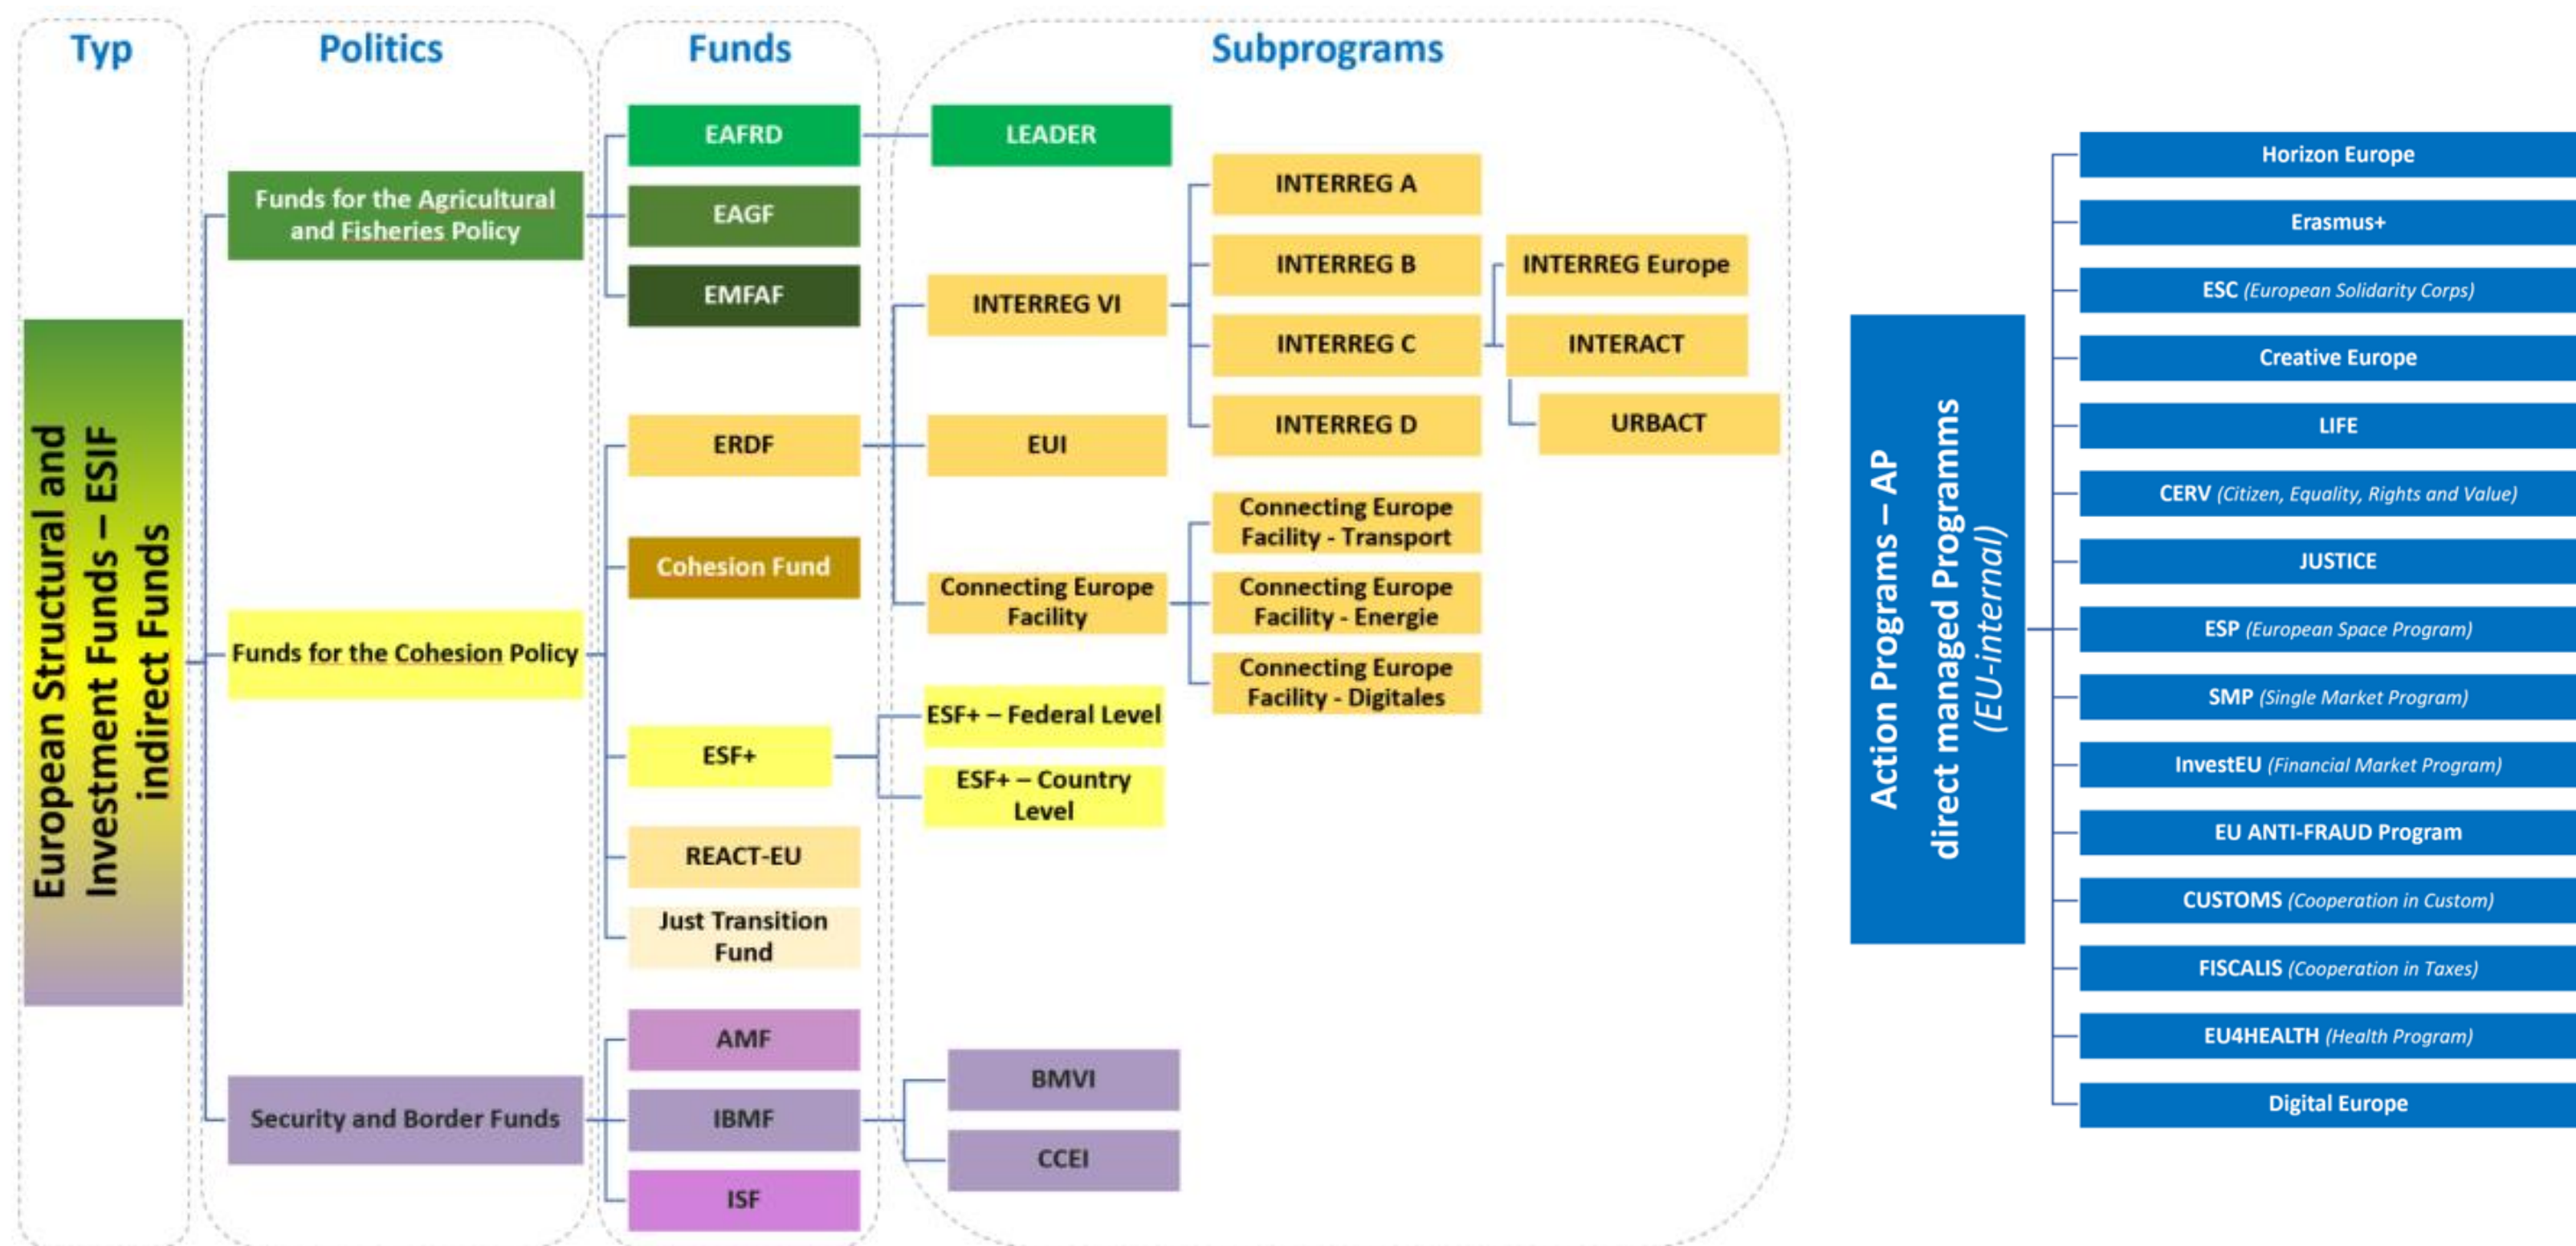 Typ
Politics
Funds
Subprograms
European Structural and
Investment Funds – ESIF
indirect Funds
Funds for the Agricultural
and Fisheries Policy
Funds for the Cohesion Policy
Security and Border Funds
EAFRD
EAGF
EMFAF
ERDF
Cohesion Fund
ESF+
REACT-EU
Just Transition
Fund
AMF
IBMF
ISF
LEADER
INTERREG VI
EUI
Connecting Europe
Facility
ESF+ – Federal Level
ESF+ – Country
Level
BMVI
CCEI
INTERREG A
INTERREG B
INTERREG C
INTERREG D
Connecting Europe
Facility - Transport
Connecting Europe
Facility - Energie
Connecting Europe
Facility - Digitales
INTERREG Europe
INTERACT
URBACT
Action Programs – AP
direct managed Programms
(EU-internal)
Horizon Europe
Erasmus+
ESC (European Solidarity Corps)
Creative Europe
LIFE
CERV (Citizen, Equality, Rights and Value)
JUSTICE
ESP (European Space Program)
SMP (Single Market Program)
InvestEU (Financial Market Program)
EU ANTI-FRAUD Program
CUSTOMS (Cooperation in Custom)
FISCALIS (Cooperation in Taxes)
EU4HEALTH (Health Program)
Digital Europe